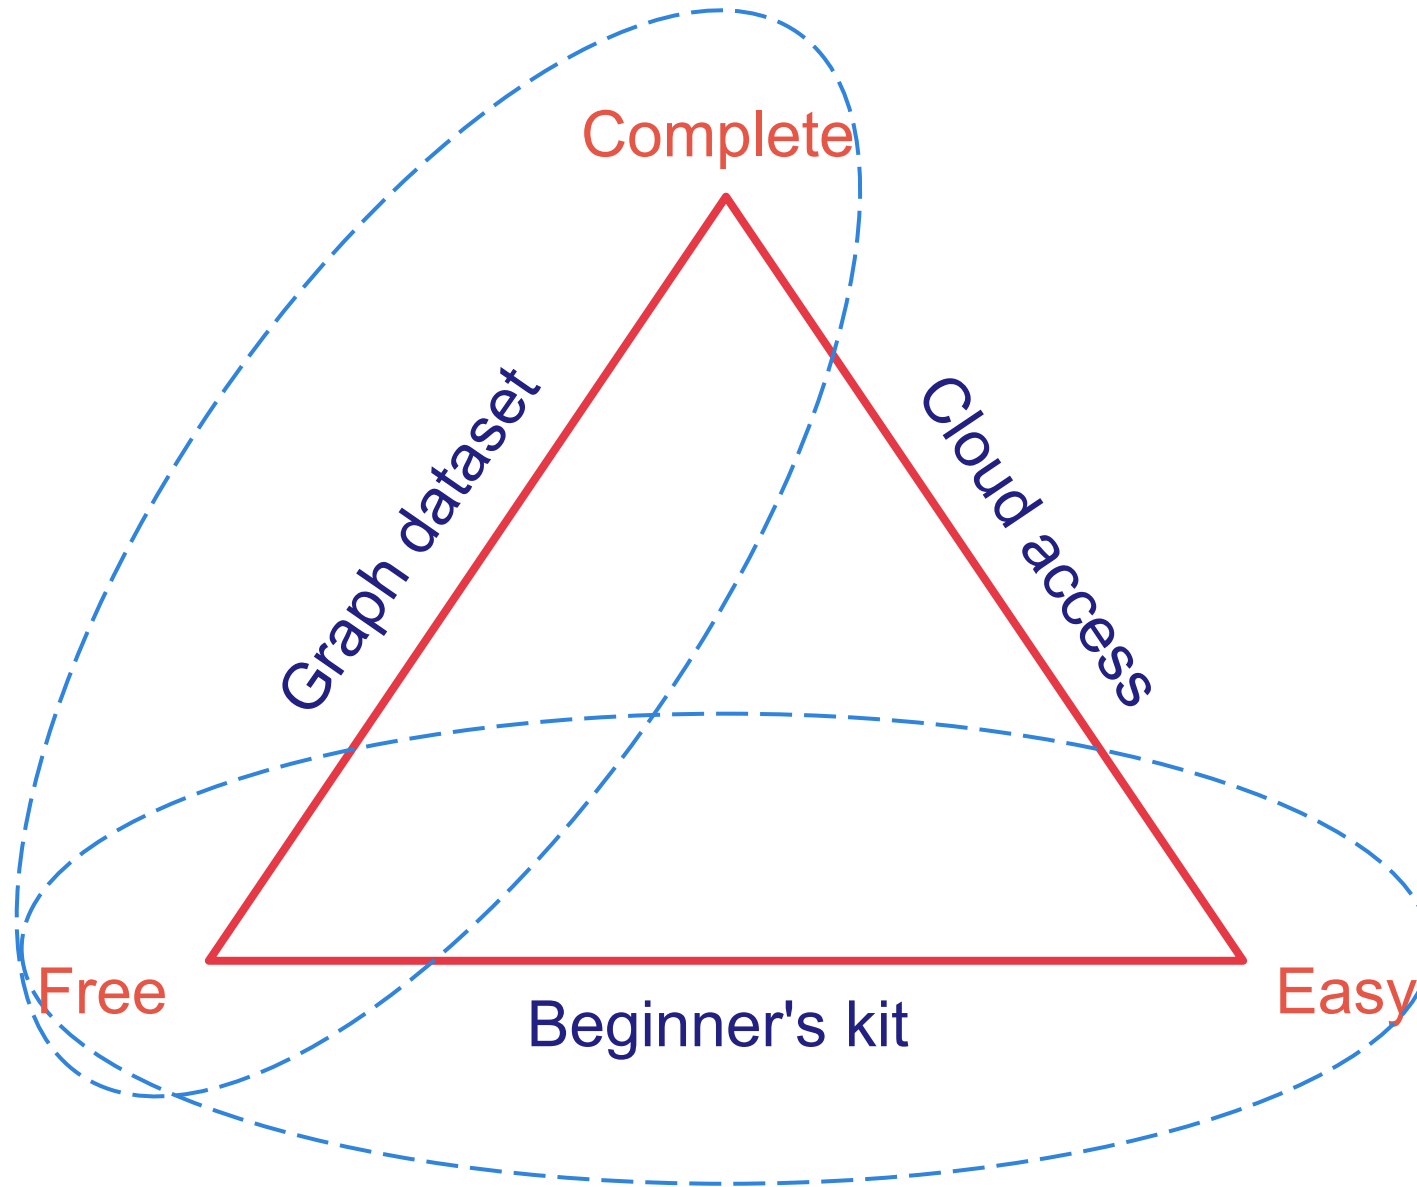 Complete
Graph dataset
Cloud access
Free
Easy
Beginner's kit